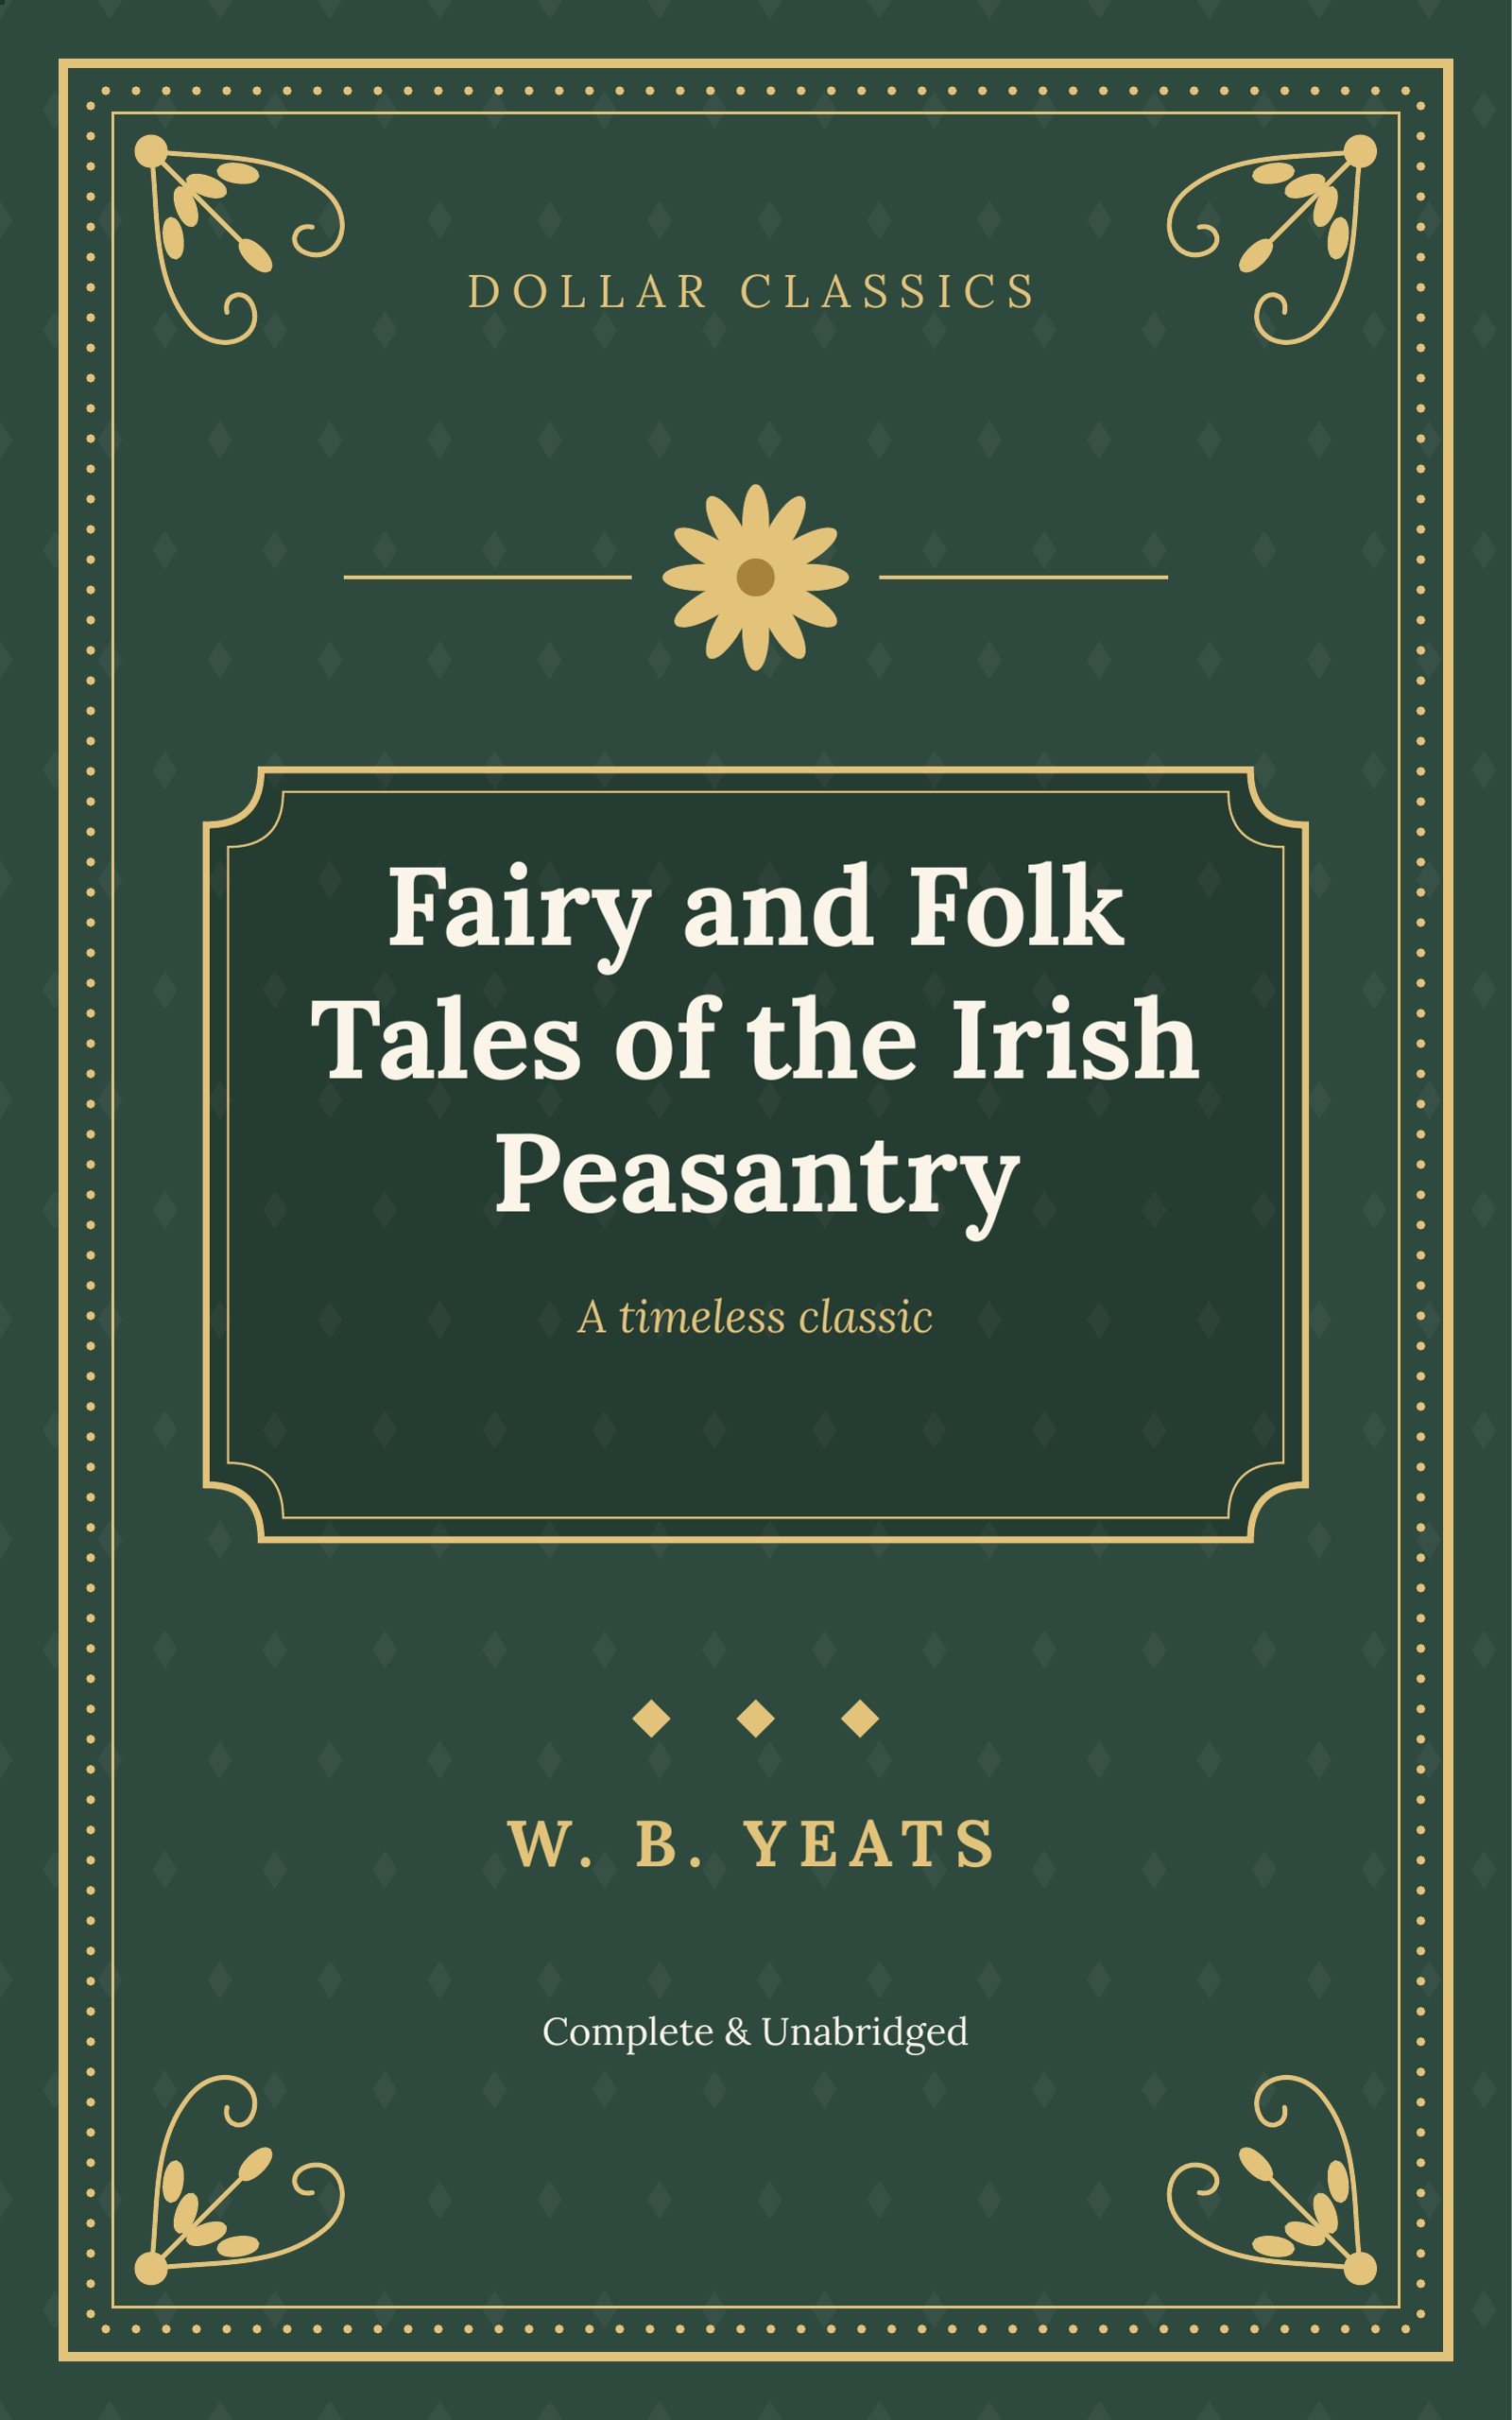 DOLLAR CLASSICS
Fairy and Folk
Tales of the Irish
Peasantry
A timeless classic
W. B. YEATS
Complete & Unabridged